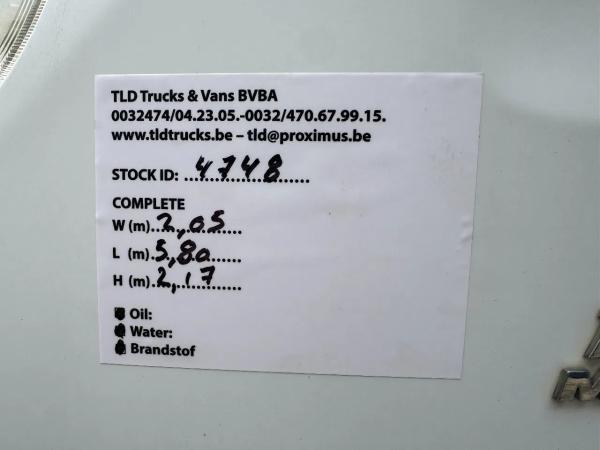 TLD Trucks & Vans BVBA
0032474/04.23.05.-0032/470.67.99.15.
www.tldtrucks.be – tld@proximus.be
STOCK ID: 4748
COMPLETE
W (m) 2,05
L (m) 5,80
H (m) 2,17
Oil:
Water:
Brandstof